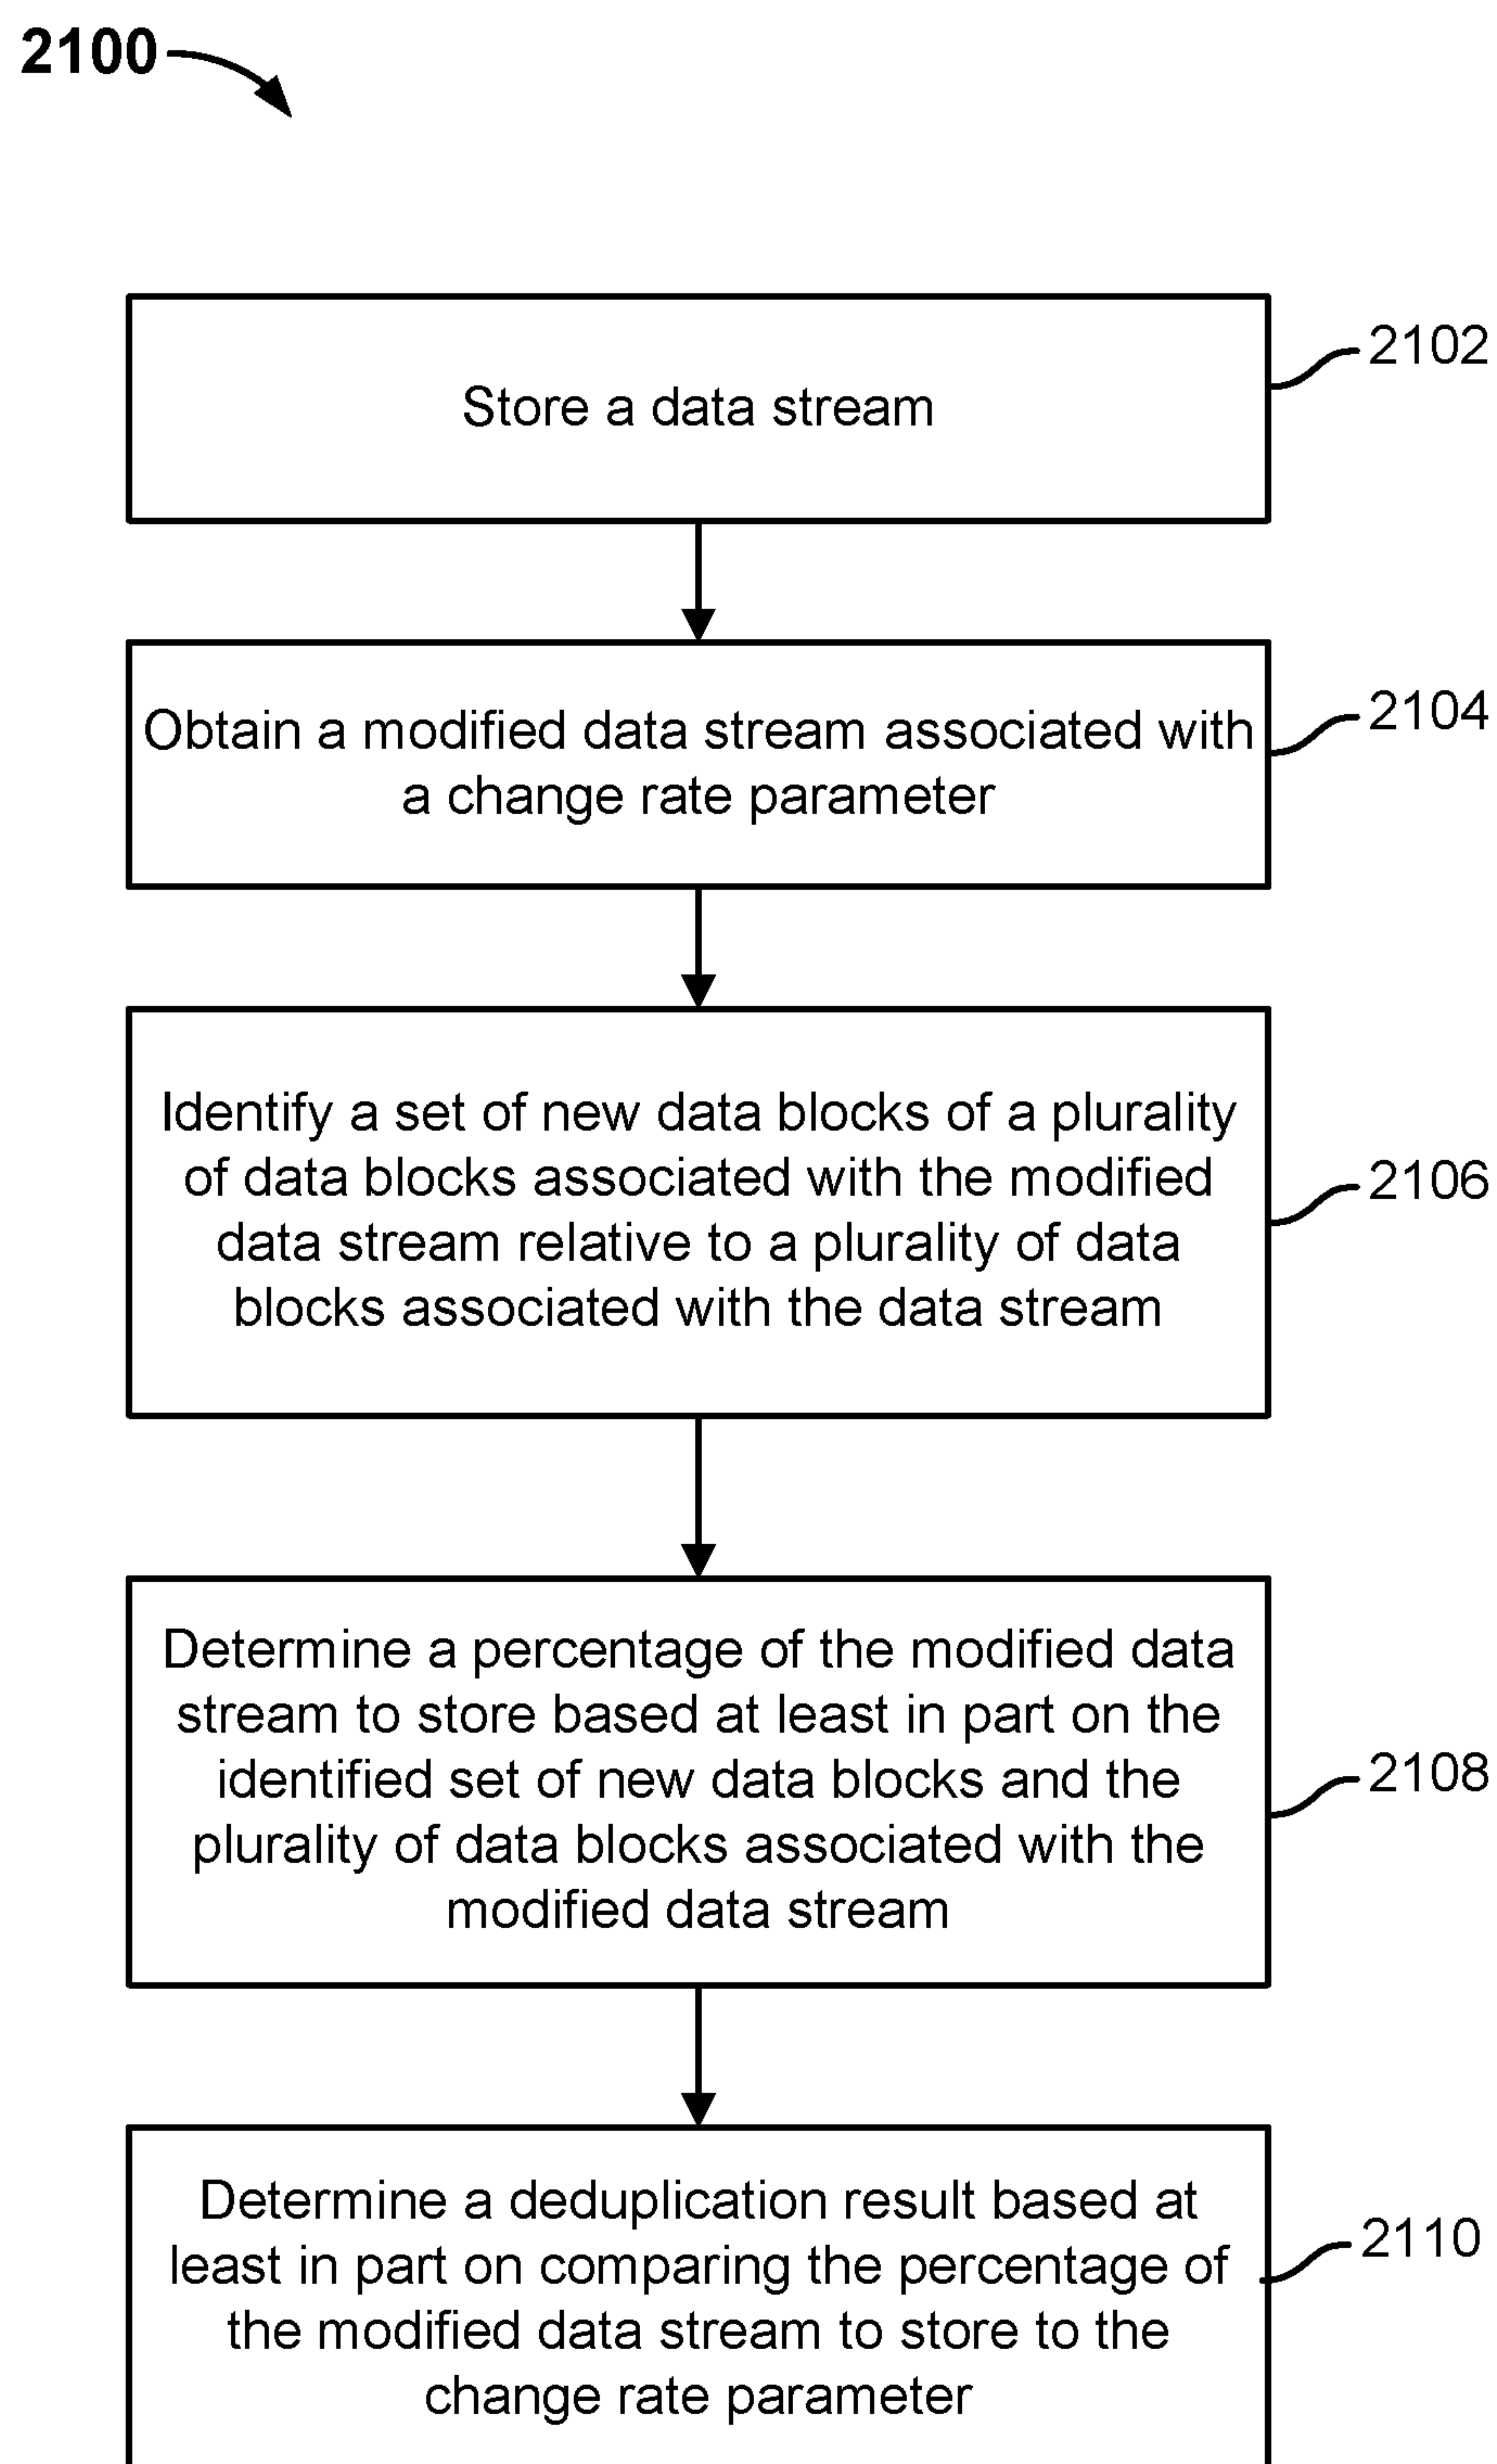 2100
Store a data stream
2102
Obtain a modified data stream associated with
a change rate parameter
2104
Identify a set of new data blocks of a plurality
of data blocks associated with the modified
data stream relative to a plurality of data
blocks associated with the data stream
2106
Determine a percentage of the modified data
stream to store based at least in part on the
identified set of new data blocks and the
plurality of data blocks associated with the
modified data stream
2108
Determine a deduplication result based at
least in part on comparing the percentage of
the modified data stream to store to the
change rate parameter
2110